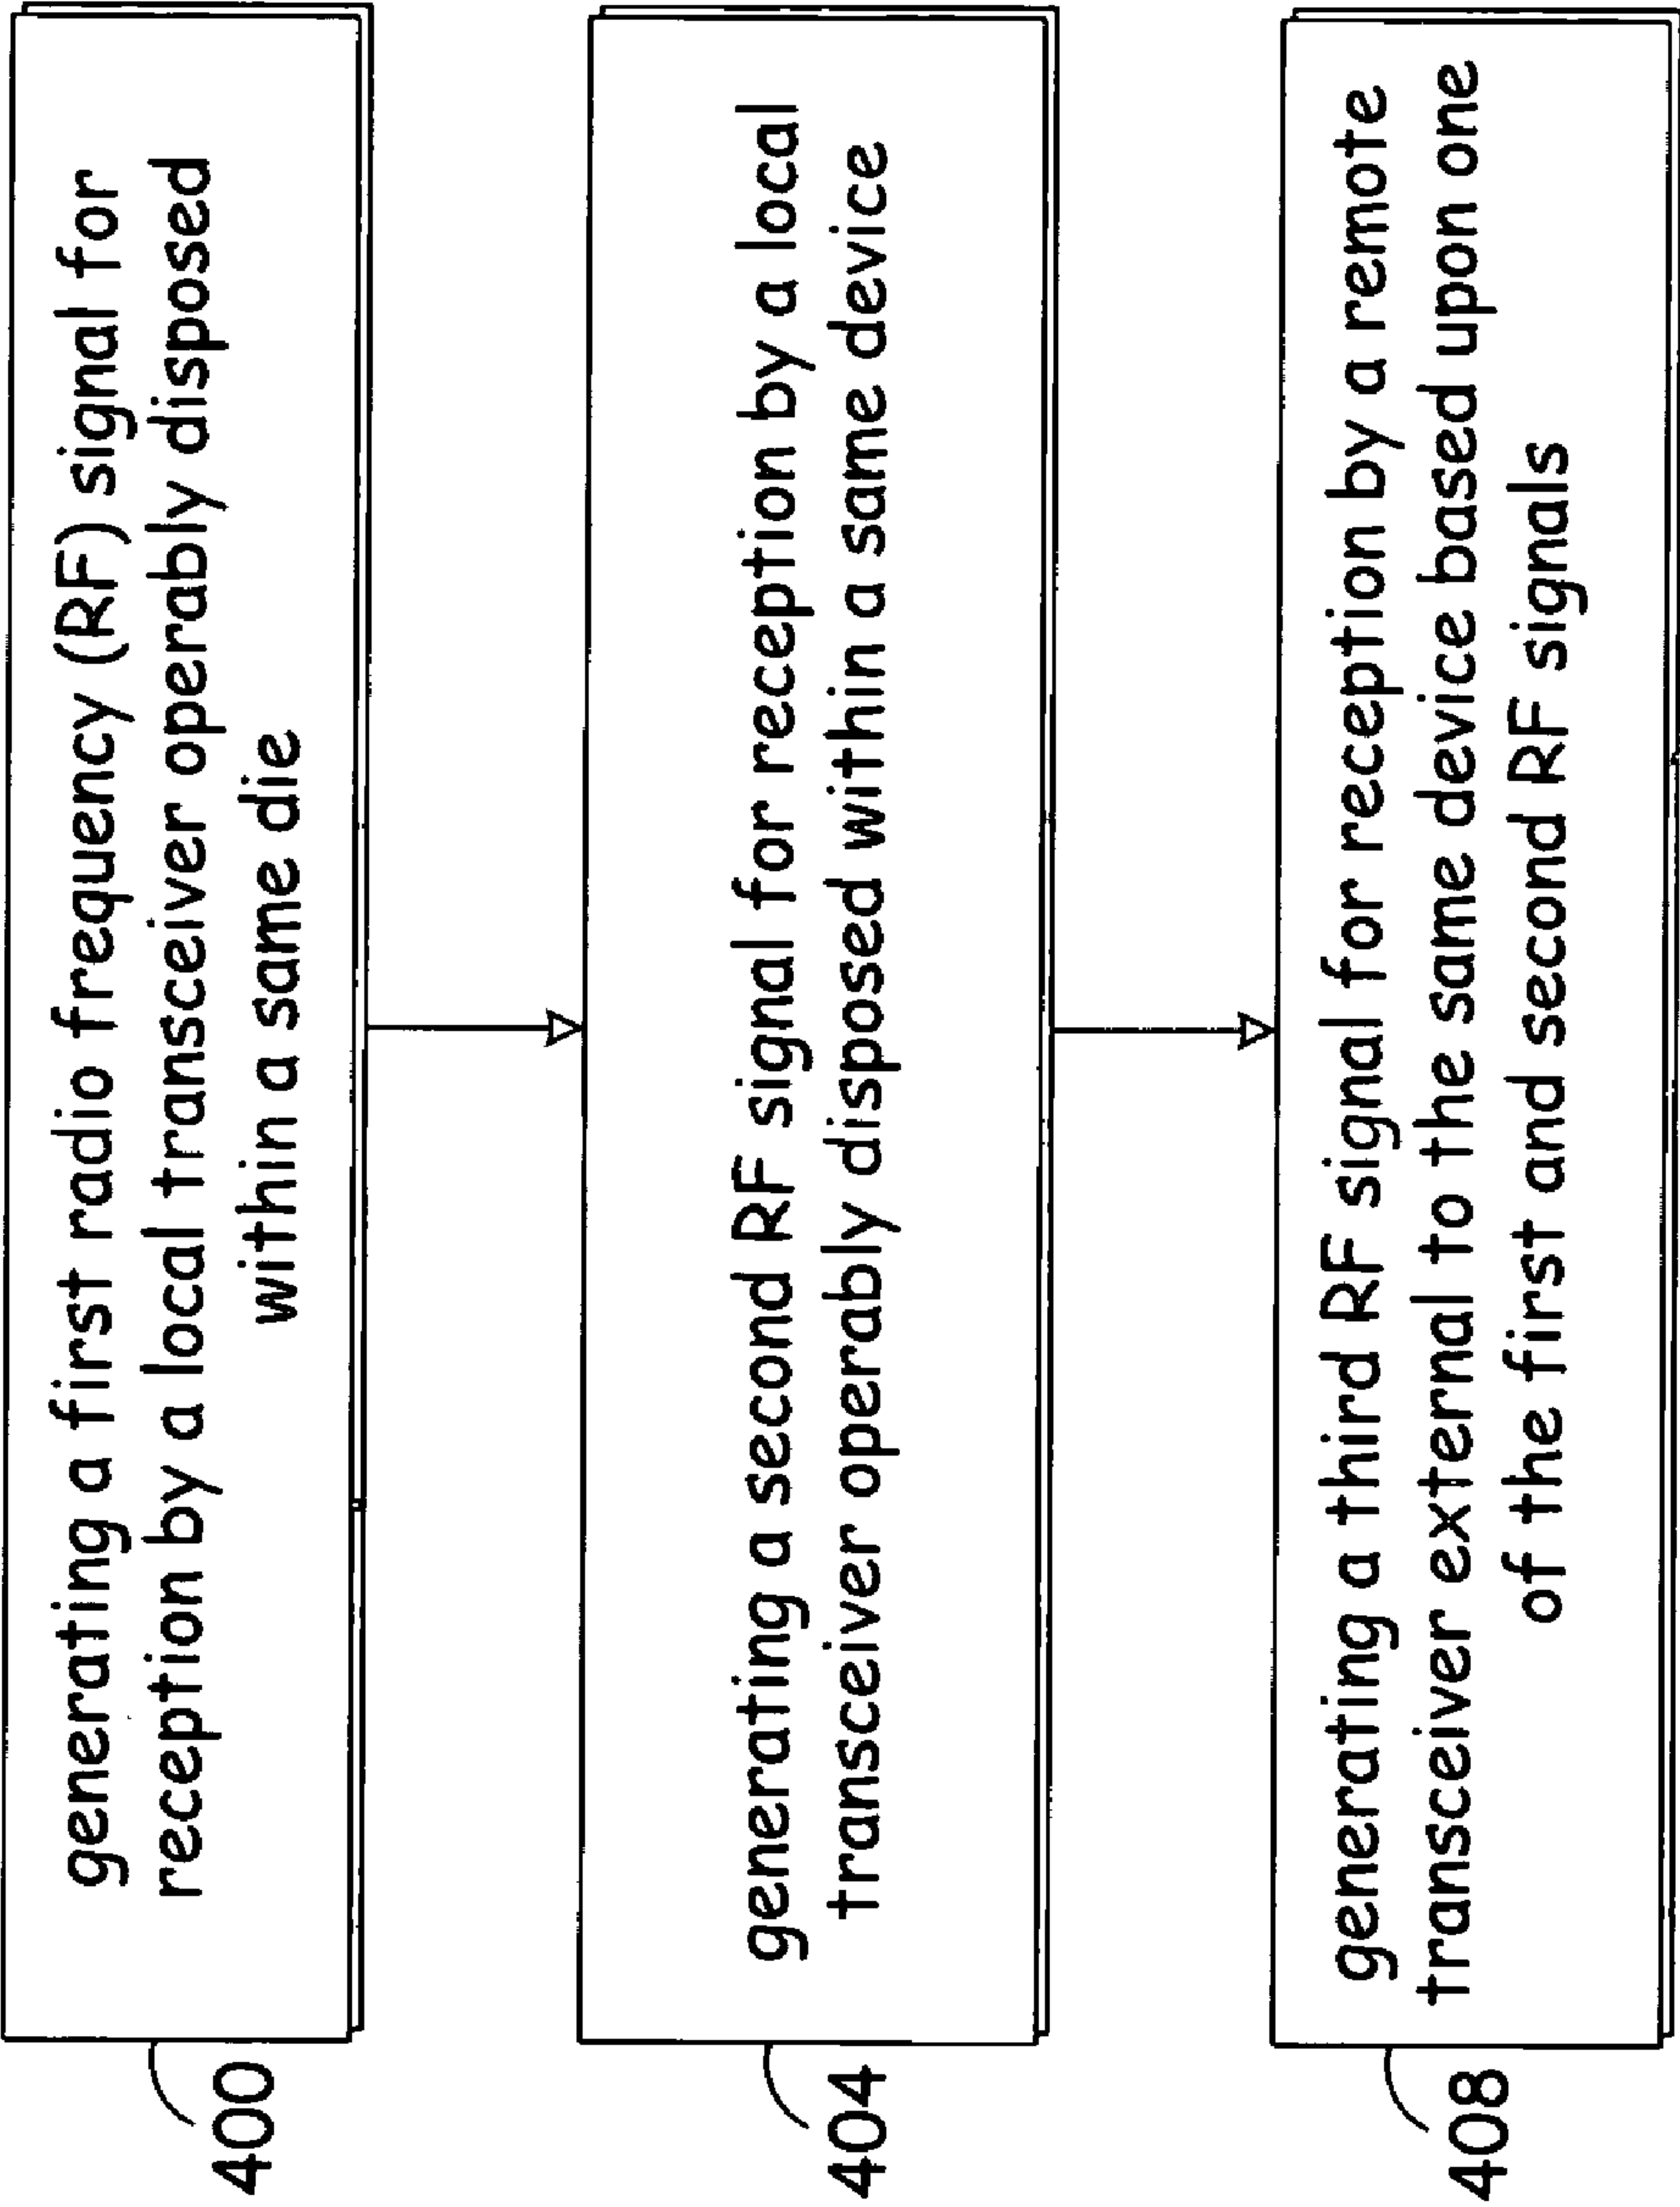 generating a first radio frequency (RF) signal for
reception by a local transceiver operably disposed
within a same die
400
generating a second RF signal for reception by a local
transceiver operably disposed within a same device
404
generating a third RF signal for reception by a remote
transceiver external to the same device based upon one
of the first and second RF signals
408